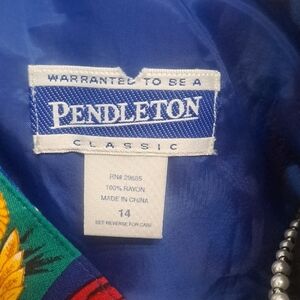 WARRANTED TO BE A
PENDLETON
CLASSIC
RN# 29685
100% RAYON
MADE IN CHINA
14
SEE REVERSE FOR CARE